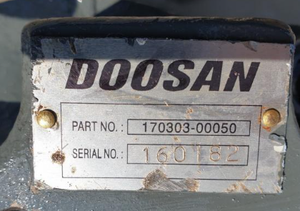 DOOSAN
PART NO. : 170303-00050
SERIAL NO. : 160182